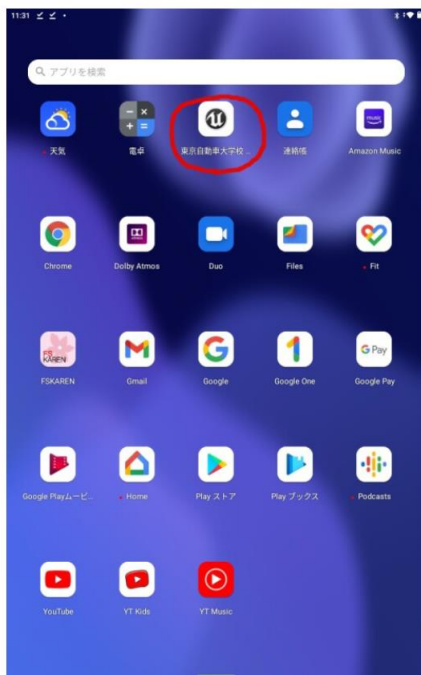 11:31
アプリを検索
天気
電卓
東京自動車大学校 ..
連絡帳
Amazon Music
Chrome
Dolby Atmos
Duo
Files
Fit
FSKAREN
Gmail
Google
Google One
Google Pay
Google Playムービ..
Home
Play ストア
Play ブックス
Podcasts
YouTube
YT Kids
YT Music